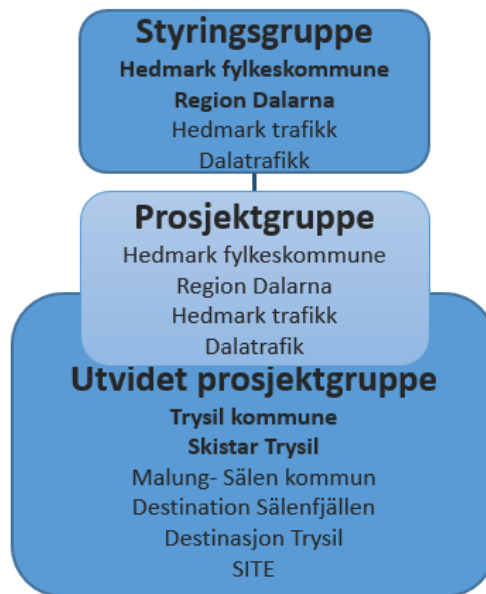 Styringsgruppe
Hedmark fylkeskommune
Region Dalarna
Hedmark trafikk
Dalatrafikk
Prosjektgruppe
Hedmark fylkeskommune
Region Dalarna
Hedmark trafikk
Dalatrafik
Utvidet prosjektgruppe
Trysil kommune
Skistar Trysil
Malung- Sälen kommun
Destination Sälenfjällen
Destinasjon Trysil
SITE